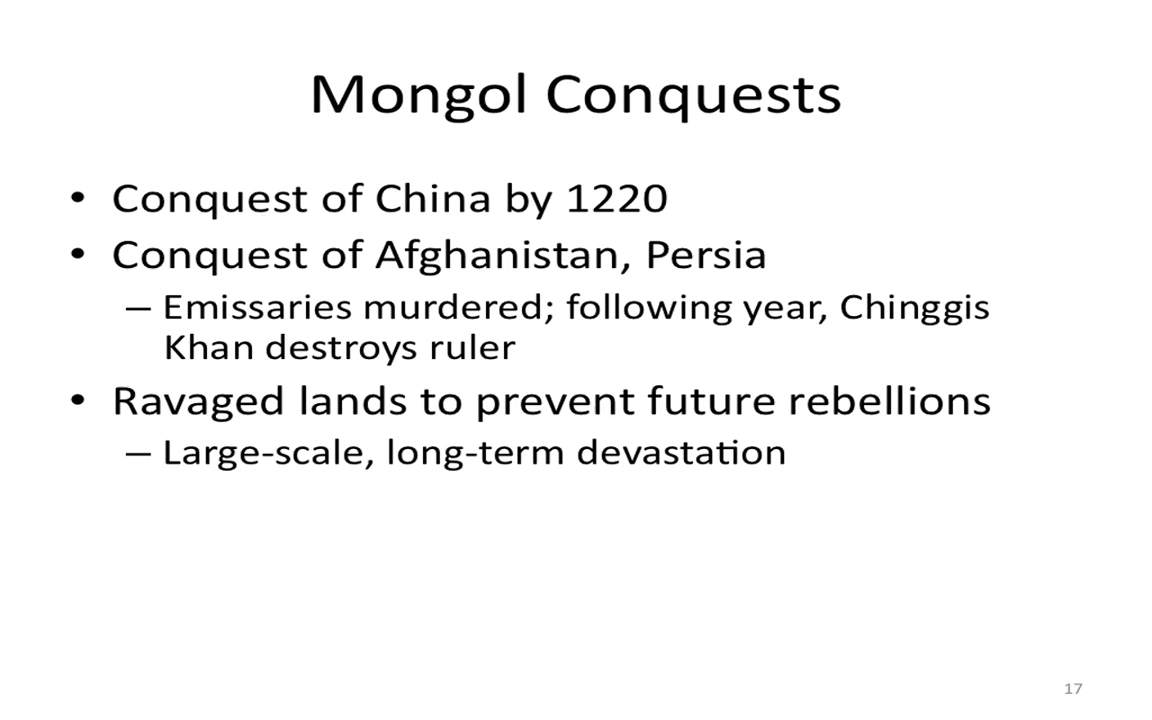 Mongol Conquests
• Conquest of China by 1220
• Conquest of Afghanistan, Persia
– Emissaries murdered; following year, Chinggis
Khan destroys ruler
• Ravaged lands to prevent future rebellions
– Large-scale, long-term devastation
17